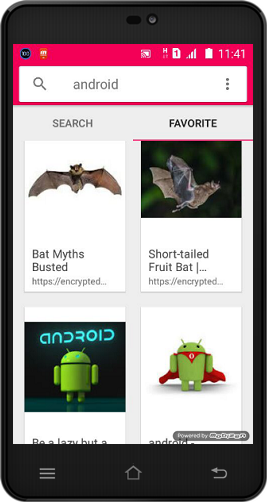 11:41
android
SEARCH
FAVORITE
Bat Myths
Busted
https://encrypted...
Short-tailed
Fruit Bat |...
https://encrypted...
ANDROID
Be a lazy but a
android -
Powered by